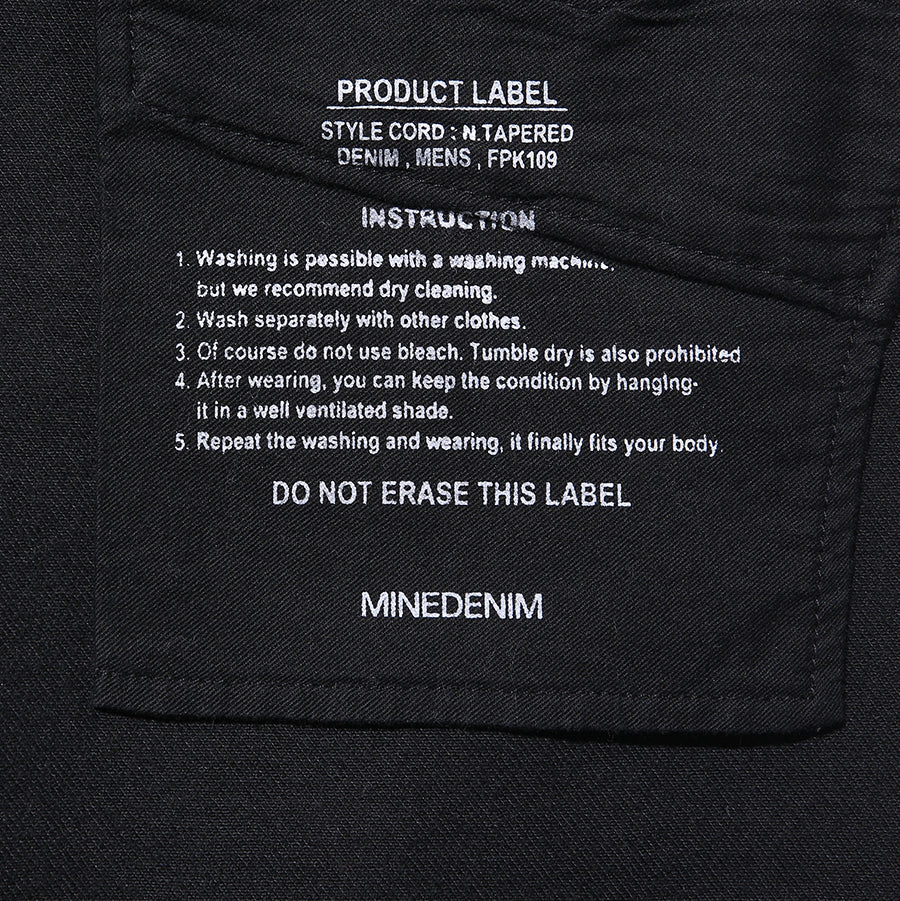 PRODUCT LABEL
STYLE CORD : N.TAPERED
DENIM , MENS , FPK109
INSTRUCTION
1. Washing is possible with a washing machine,
but we recommend dry cleaning.
2. Wash separately with other clothes.
3. Of course do not use bleach. Tumble dry is also prohibited
4. After wearing, you can keep the condition by hanging-
it in a well ventilated shade.
5. Repeat the washing and wearing, it finally fits your body.
DO NOT ERASE THIS LABEL
MINEDENIM